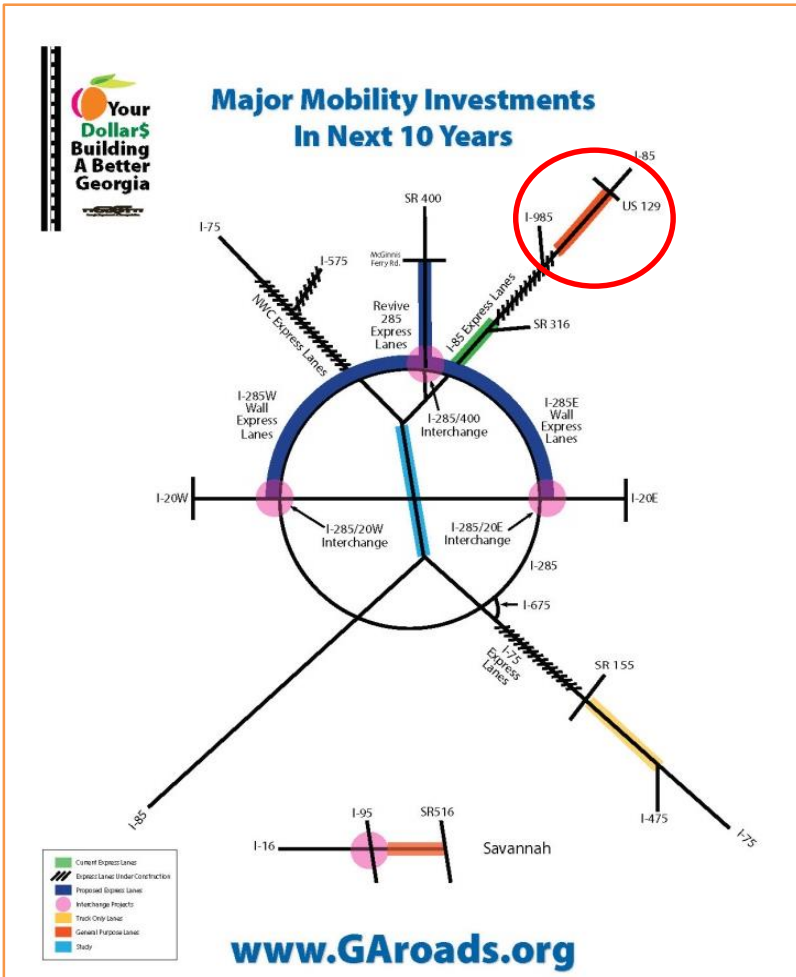 Your
Dollar$
Building
A Better
Georgia
Major Mobility Investments
In Next 10 Years
I-85
US 129
I-985
SR 400
I-75
I-575
McGinnis
Ferry Rd.
NWC Express Lanes
Revive
285
Express
Lanes
I-85 Express Lanes
SR 316
I-285W
Wall
Express
Lanes
I-285/400
Interchange
I-285E
Wall
Express
Lanes
I-20W
I-20E
I-285/20W
Interchange
I-285/20E
Interchange
I-285
I-675
I-75
Express
Lanes
SR 155
I-85
I-475
I-75
I-95
SR516
I-16
Savannah
Current Express Lanes
Express Lanes Under Construction
Proposed Express Lanes
Interchange Projects
Truck Only Lanes
General Purpose Lanes
Study
www.GAroads.org